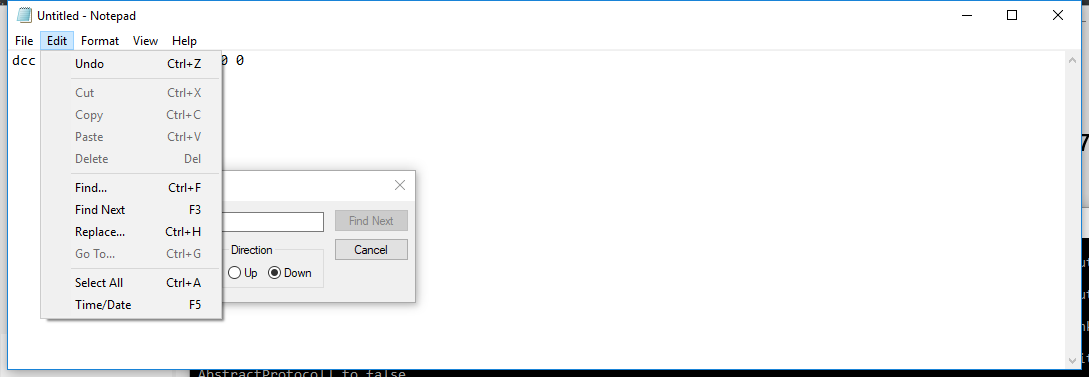 Untitled - Notepad
File Edit Format View Help
dcc 0 0
Undo Ctrl+Z
Cut Ctrl+X
Copy Ctrl+C
Paste Ctrl+V
Delete Del
Find... Ctrl+F
Find Next F3
Replace... Ctrl+H
Go To... Ctrl+G
Select All Ctrl+A
Time/Date F5
Find Next
Cancel
Direction
Up Down
7
AbstractProtocol] to false